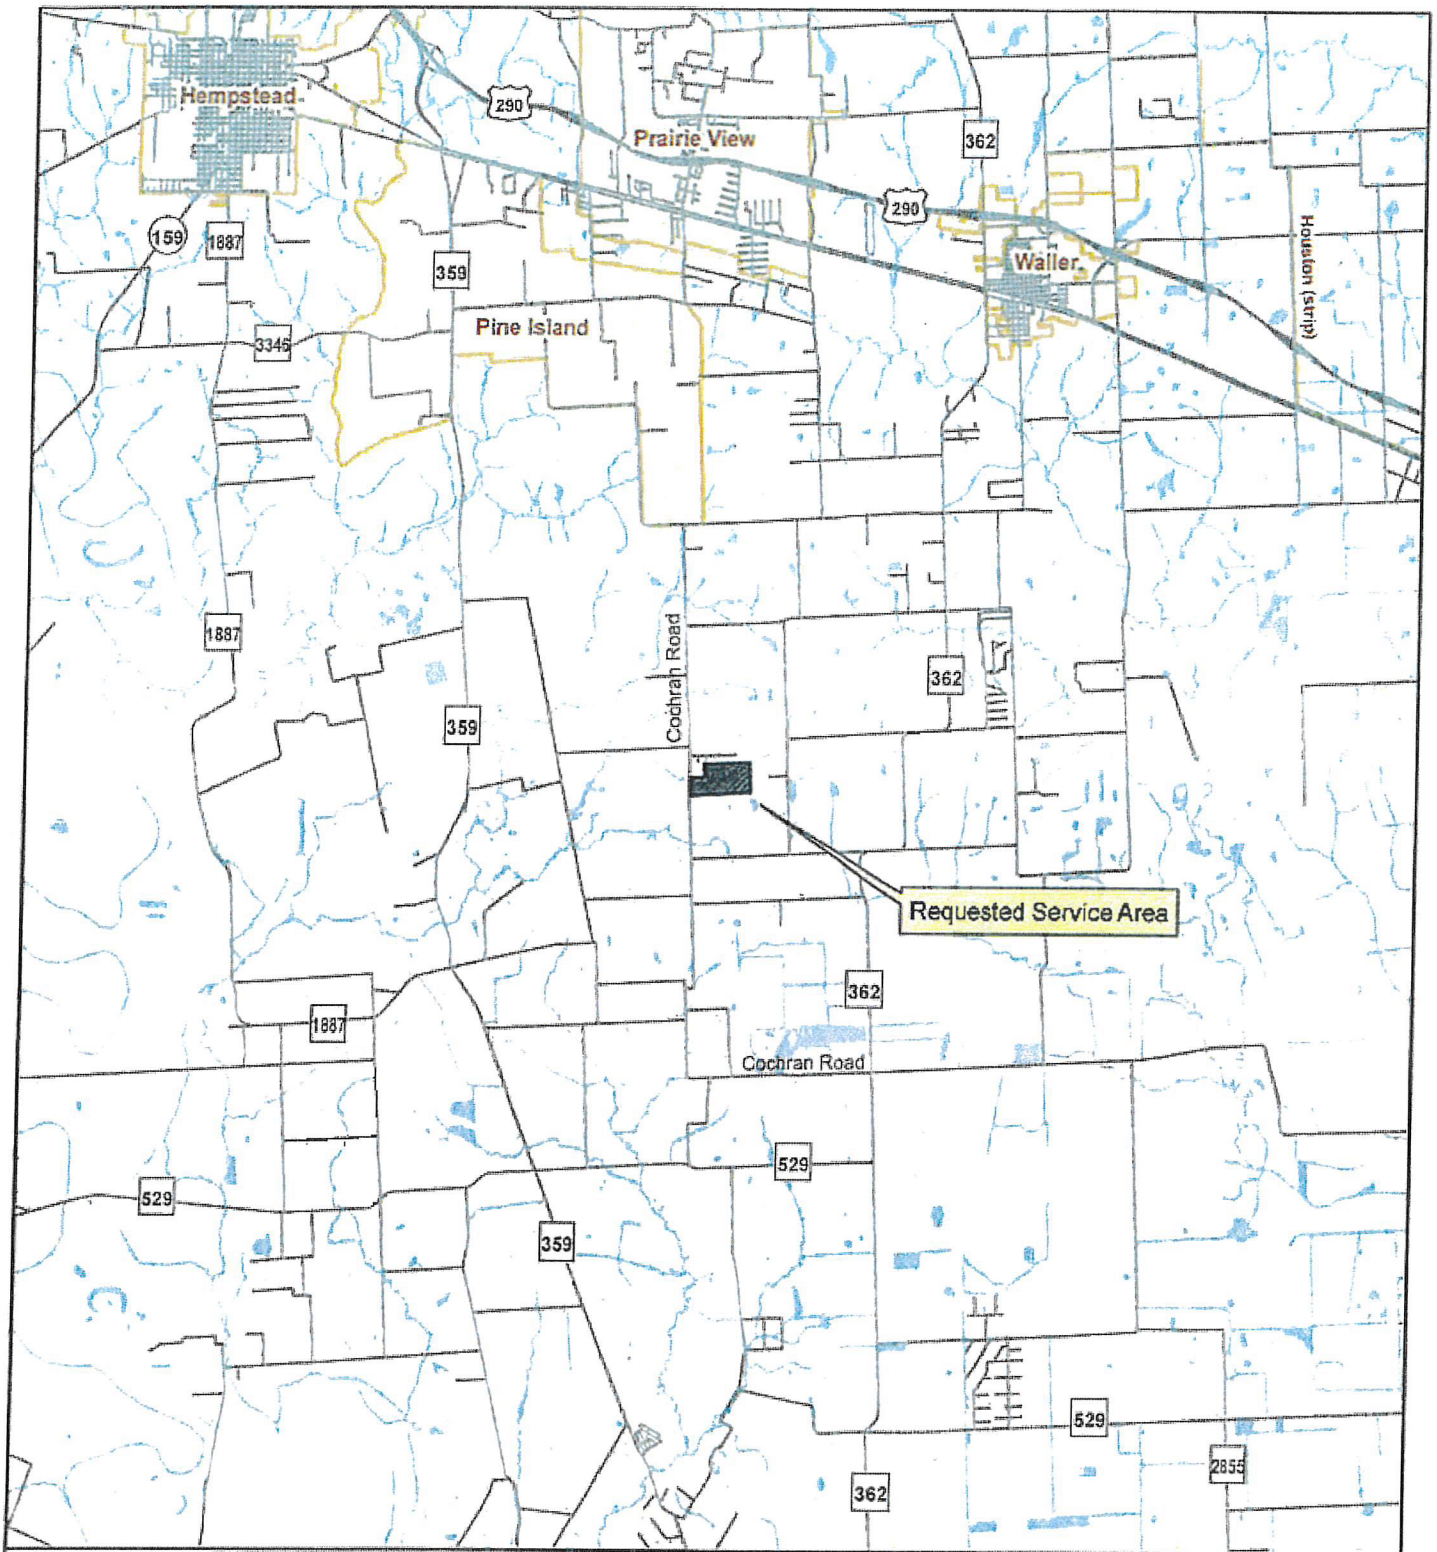 Hempstead
290
Prairie View
362
290
159
1887
Houston (strip)
359
Waller
Pine Island
3346
1887
Cochran Road
362
359
Requested Service Area
362
1887
Cochran Road
529
529
359
529
2855
362